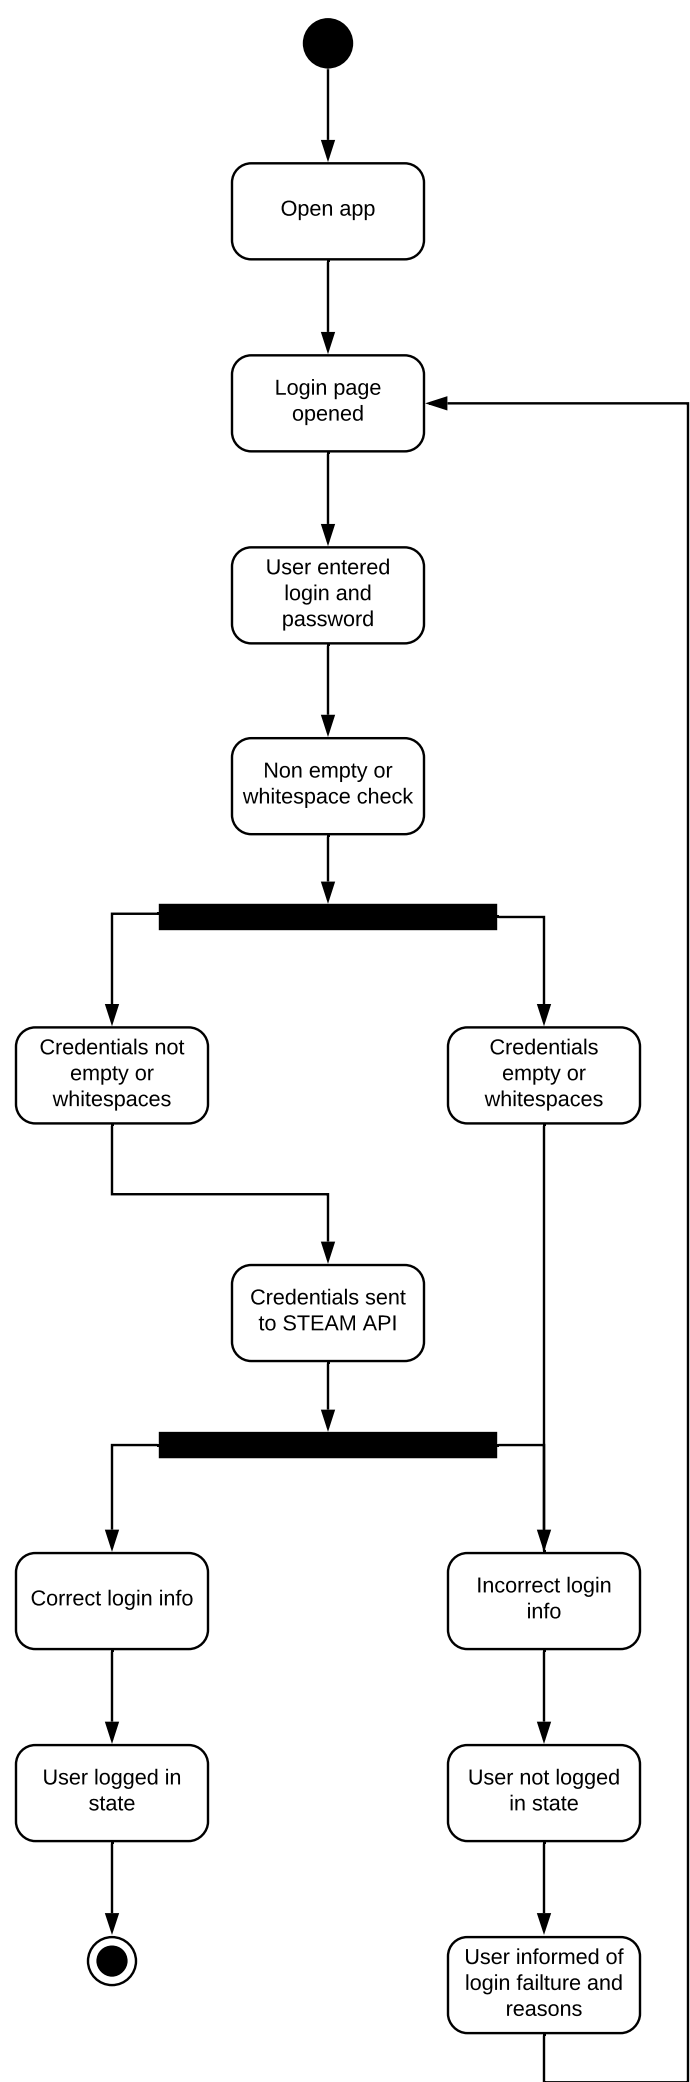 Open app
Login page
opened
User entered
login and
password
Non empty or
whitespace check
Credentials not
empty or
whitespaces
Credentials
empty or
whitespaces
Credentials sent
to STEAM API
Correct login info
Incorrect login
info
User logged in
state
User not logged
in state
User informed of
login failture and
reasons